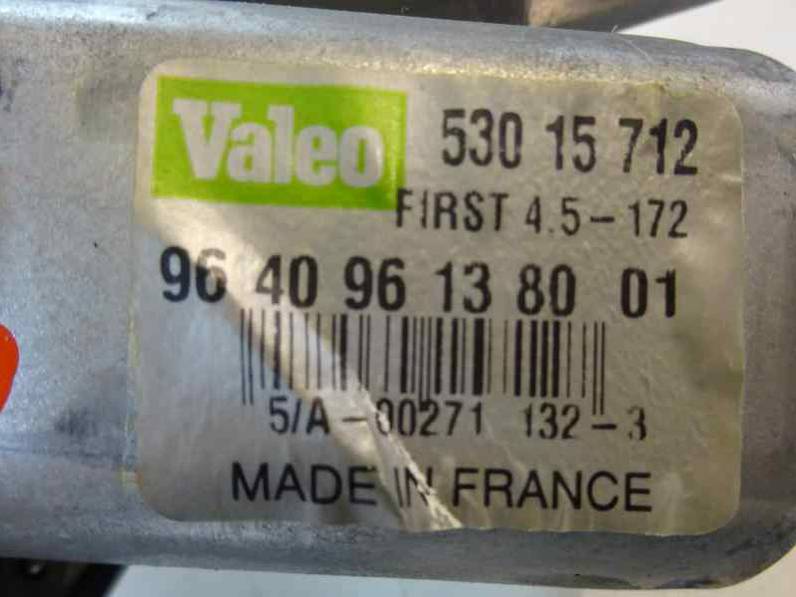 Valeo 530 15 712
FIRST 4.5-172
96 40 96 13 80 01
5/A-00271 132-3
MADE IN FRANCE